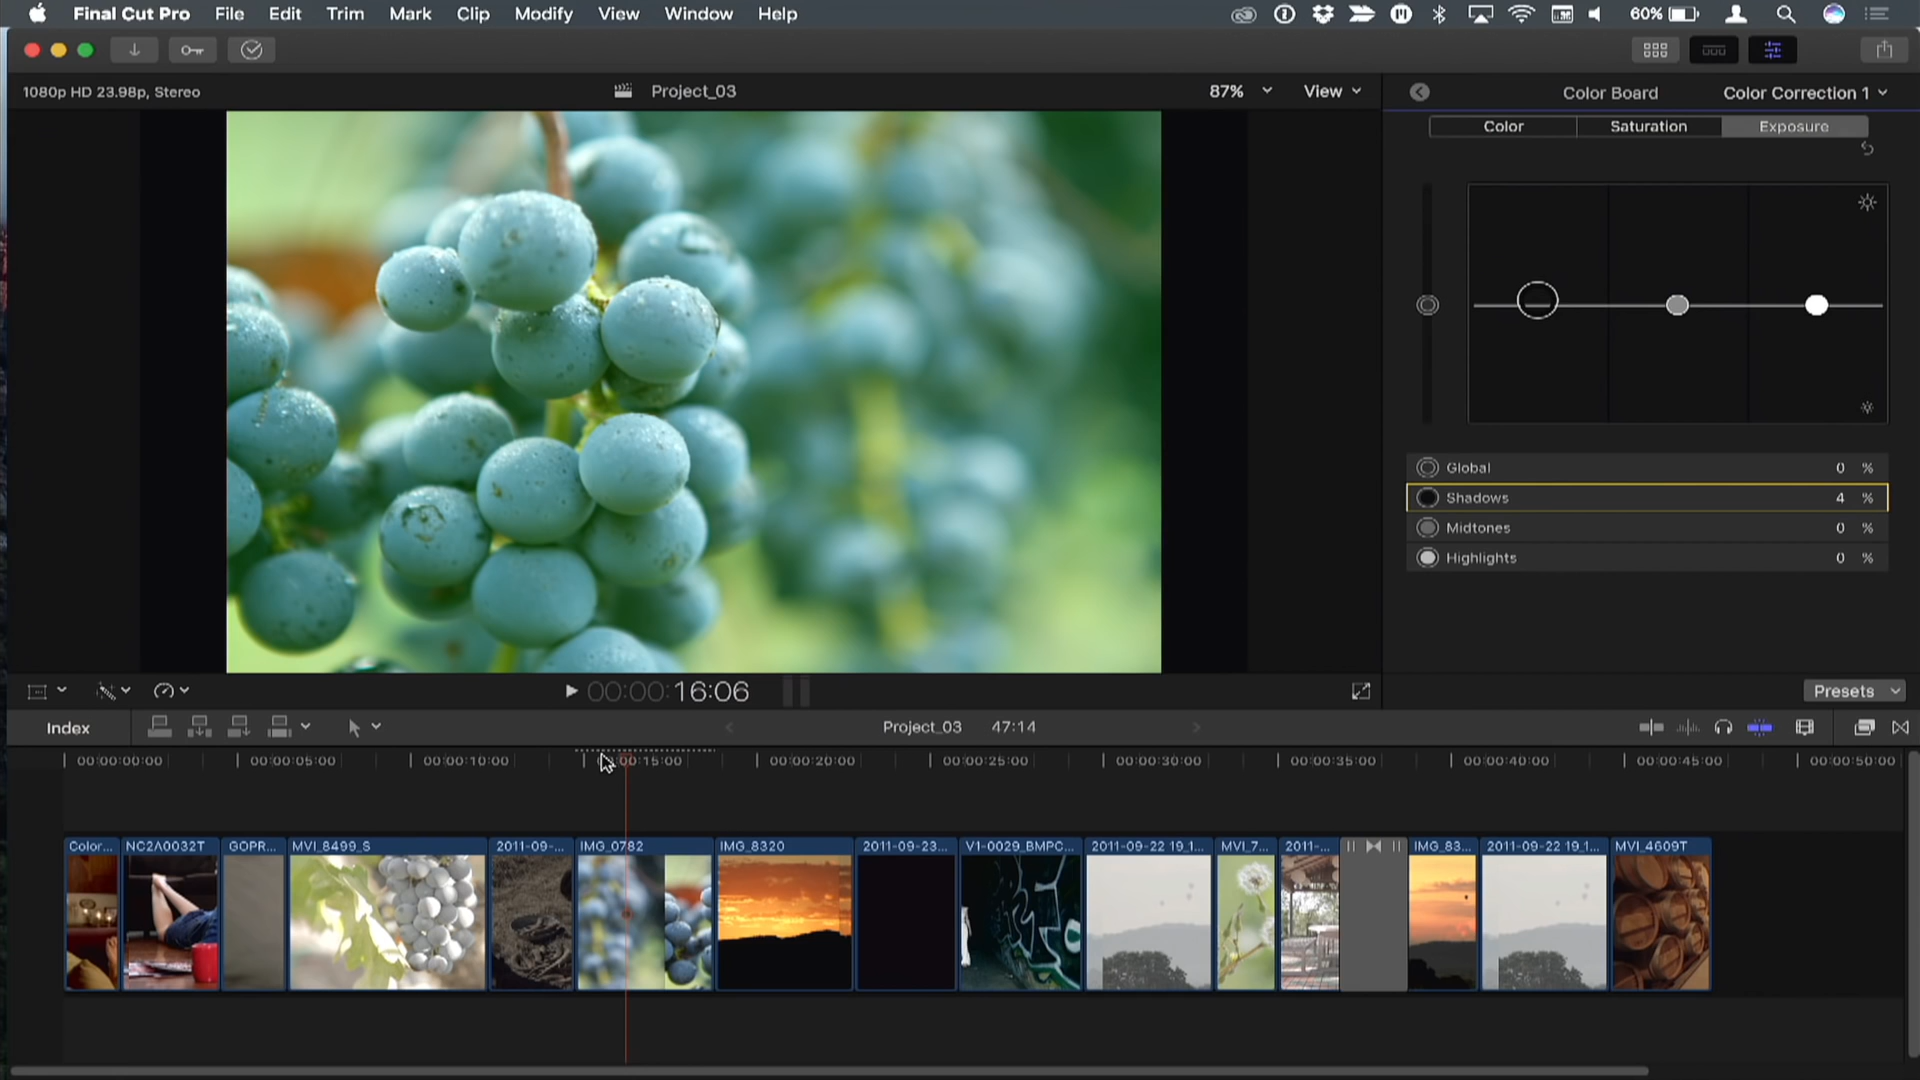 Final Cut Pro File Edit Trim Mark Clip Modify View Window Help 60%
1080p HD 23.98p, Stereo Project_03 87% View Color Board Color Correction 1
Color Saturation Exposure
Global 0 %
Shadows 4 %
Midtones 0 %
Highlights 0 %
00:00:16:06 Presets
Index Project_03 47:14
00:00:00:00 00:00:05:00 00:00:10:00 00:00:15:00 00:00:20:00 00:00:25:00 00:00:30:00 00:00:35:00 00:00:40:00 00:00:45:00 00:00:50:00
Color... NC2A0032T GOPR... MVI_8499_S 2011-09-... IMG_0782 IMG_8320 2011-09-23... V1-0029_BMPC... 2011-09-22 19_1... MVI_7... 2011-... IMG_83... 2011-09-22 19_1... MVI_4609T